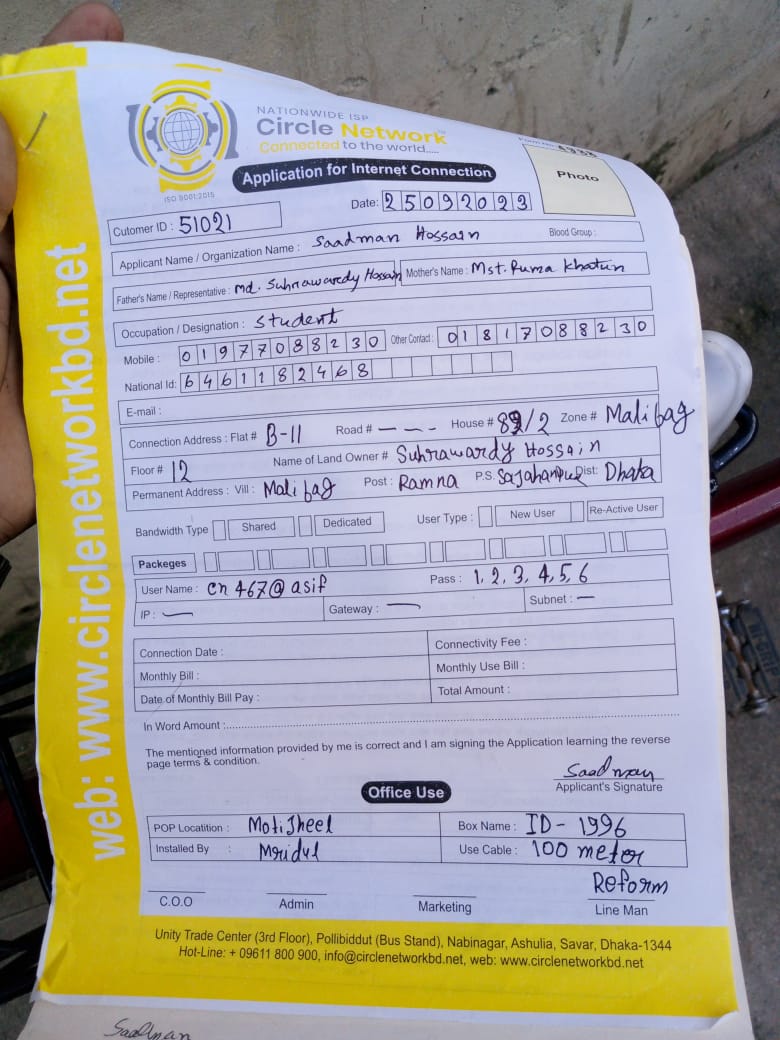 NATIONWIDE ISP
Circle Network™
Connected to the world.....
ISO 9001:2015
Application for Internet Connection
Form No.
Photo
Cutomer ID : 51021
Date: 25092023
Applicant Name / Organization Name : Saadman Hossain Blood Group :
Father's Name / Representative : Md. Suhrawaredy Hossain Mother's Name : Mst. Ruma Khatun
Occupation / Designation : Student
Mobile : 01977088230 Other Contact : 01817088230
National Id: 6461182468
E-mail :
Connection Address : Flat # B-11 Road # - - - House # 82/2 Zone # Malibag
Floor # 12 Name of Land Owner # Suhrawardy Hossain
Permanent Address : Vill : Malibag Post : Ramna P.S. Sajahanpur Dist: Dhaka
Bandwidth Type Shared Dedicated User Type : New User Re-Active User
Packeges
User Name : cn467@asif Pass : 1,2,3,4,5,6
IP : — Gateway : — Subnet : —
Connection Date : Connectivity Fee :
Monthly Bill : Monthly Use Bill :
Date of Monthly Bill Pay : Total Amount :
In Word Amount :
The mentioned information provided by me is correct and I am signing the Application learning the reverse
page terms & condition.
Saadman
Applicant's Signature
Office Use
POP Locatition : Motijheel Box Name : ID-1996
Installed By : Mridul Use Cable : 100 meter
Reform
C.O.O Admin Marketing Line Man
Unity Trade Center (3rd Floor), Pollibiddut (Bus Stand), Nabinagar, Ashulia, Savar, Dhaka-1344
Hot-Line: + 09611 800 900, info@circlenetworkbd.net, web: www.circlenetworkbd.net
web: www.circlenetworkbd.net
Saadman